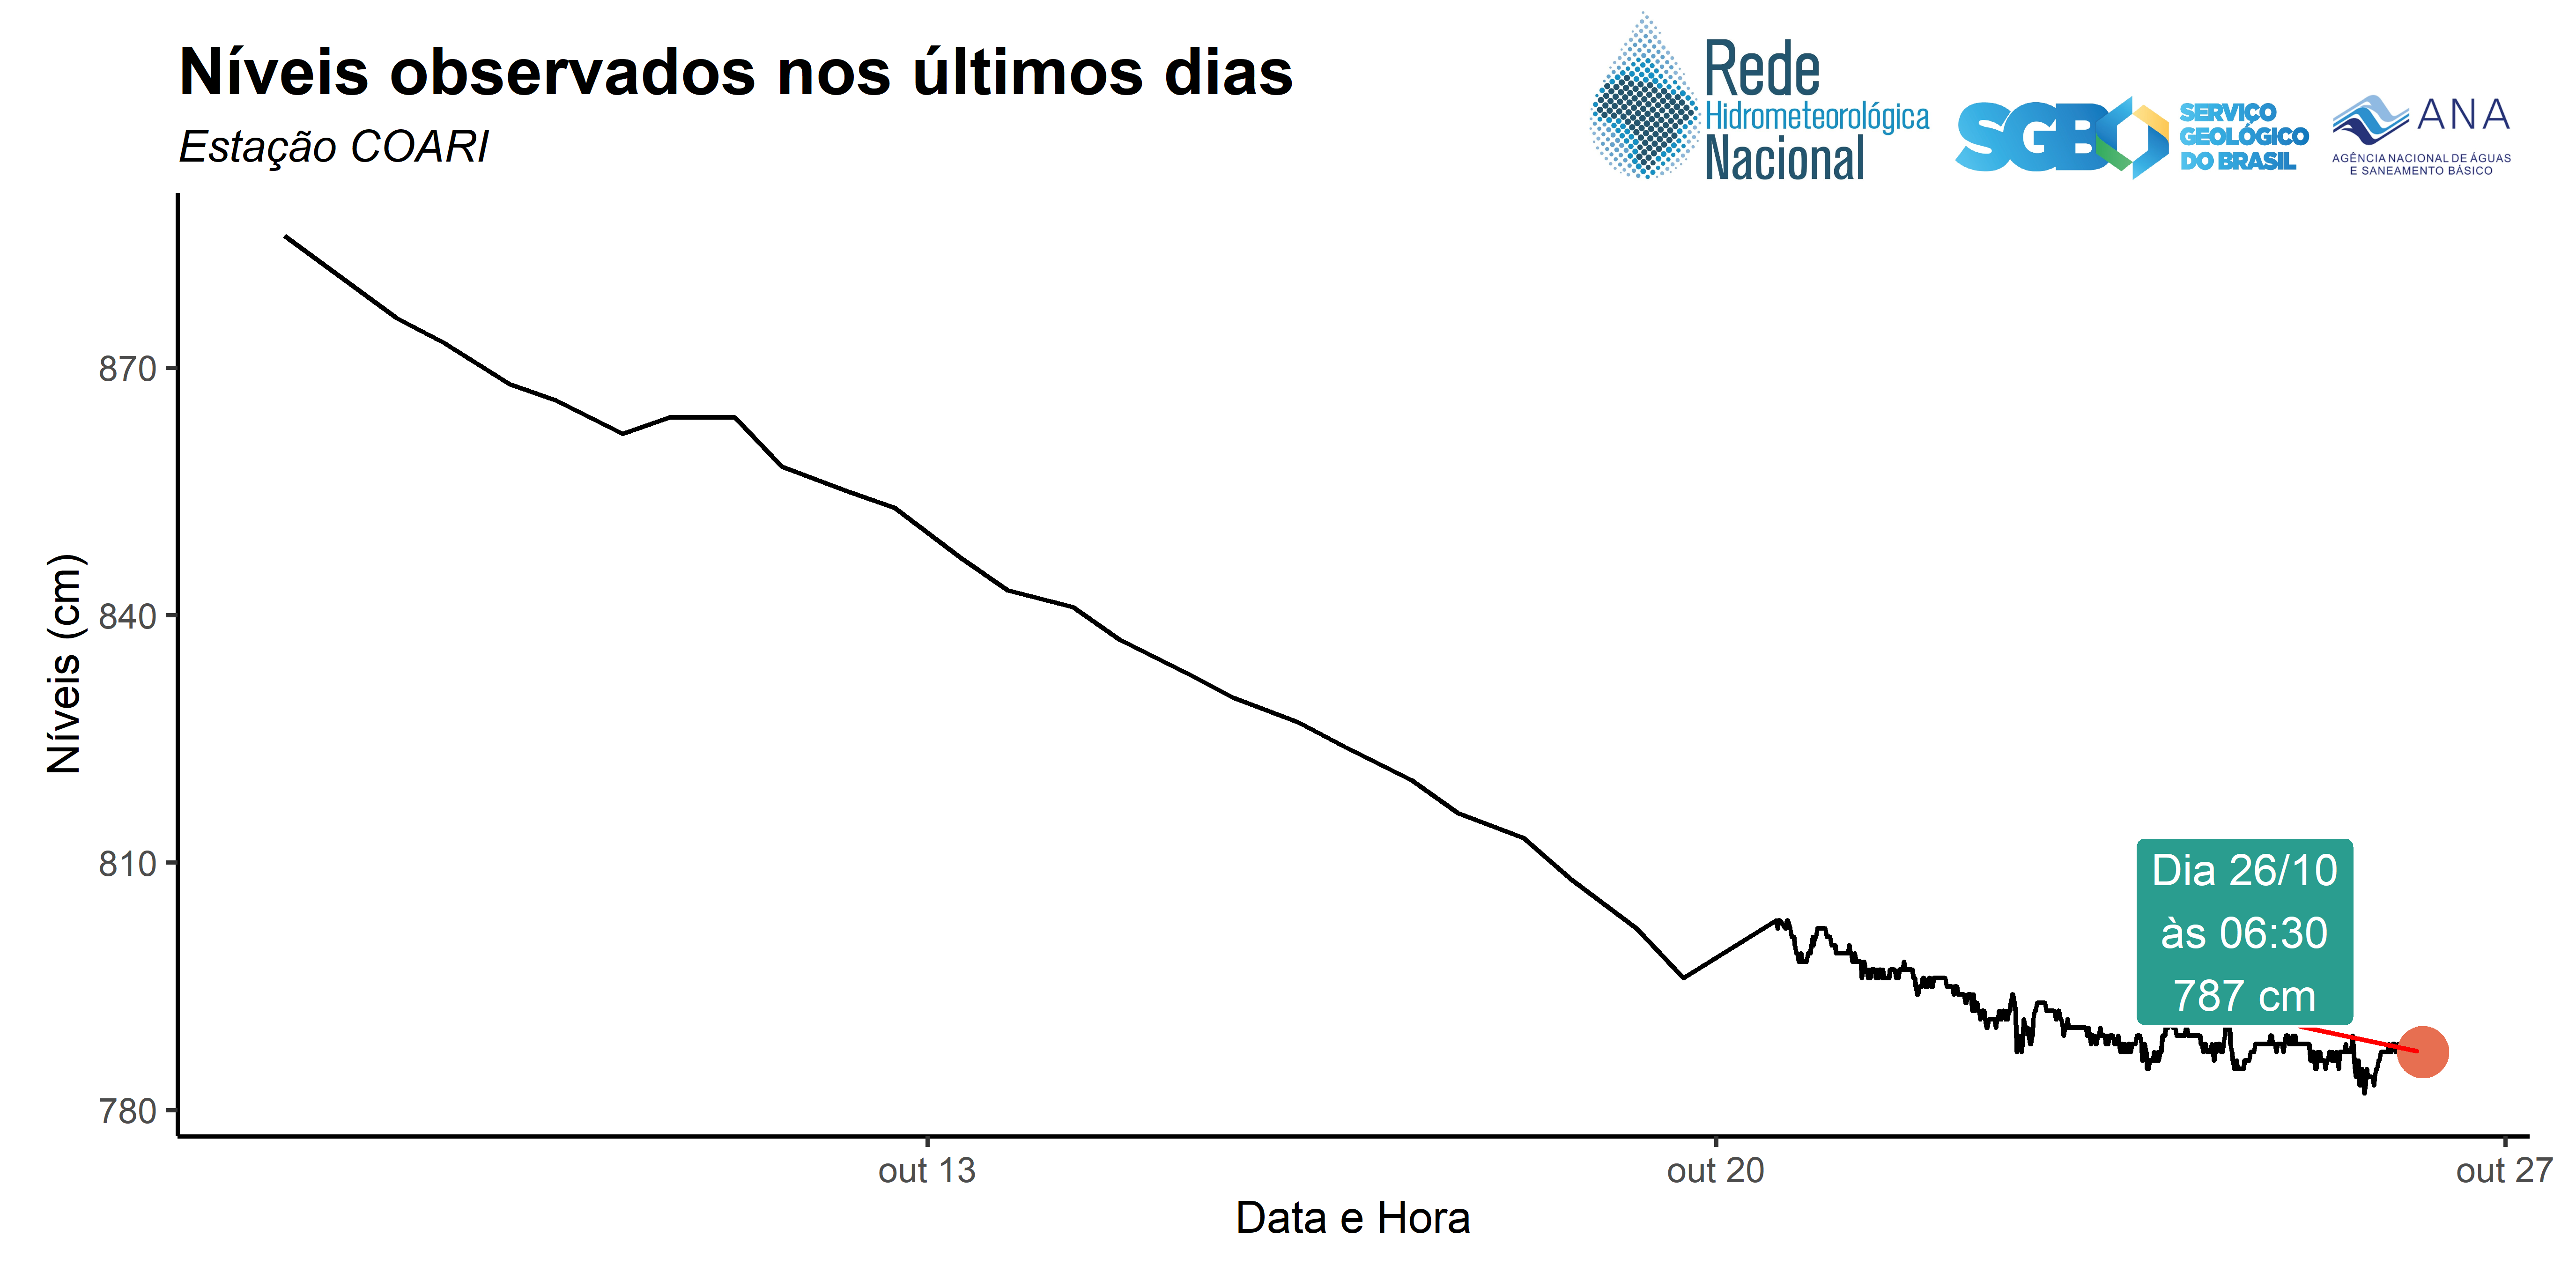 Níveis observados nos últimos dias
Estação COARI
Rede
Hidrometeorológica
Nacional
SGB
SERVIÇO
GEOLÓGICO
DO BRASIL
ANA
AGÊNCIA NACIONAL DE ÁGUAS
E SANEAMENTO BÁSICO
Níveis (cm)
870
840
810
780
Dia 26/10
às 06:30
787 cm
out 13
out 20
out 27
Data e Hora